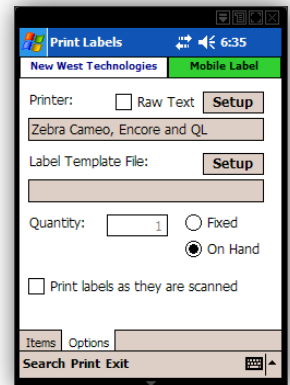 Print Labels 6:35
New West Technologies Mobile Label
Printer: Raw Text Setup
Zebra Cameo, Encore and QL
Label Template File: Setup
Quantity: 1 Fixed
On Hand
Print labels as they are scanned
Items Options
Search Print Exit